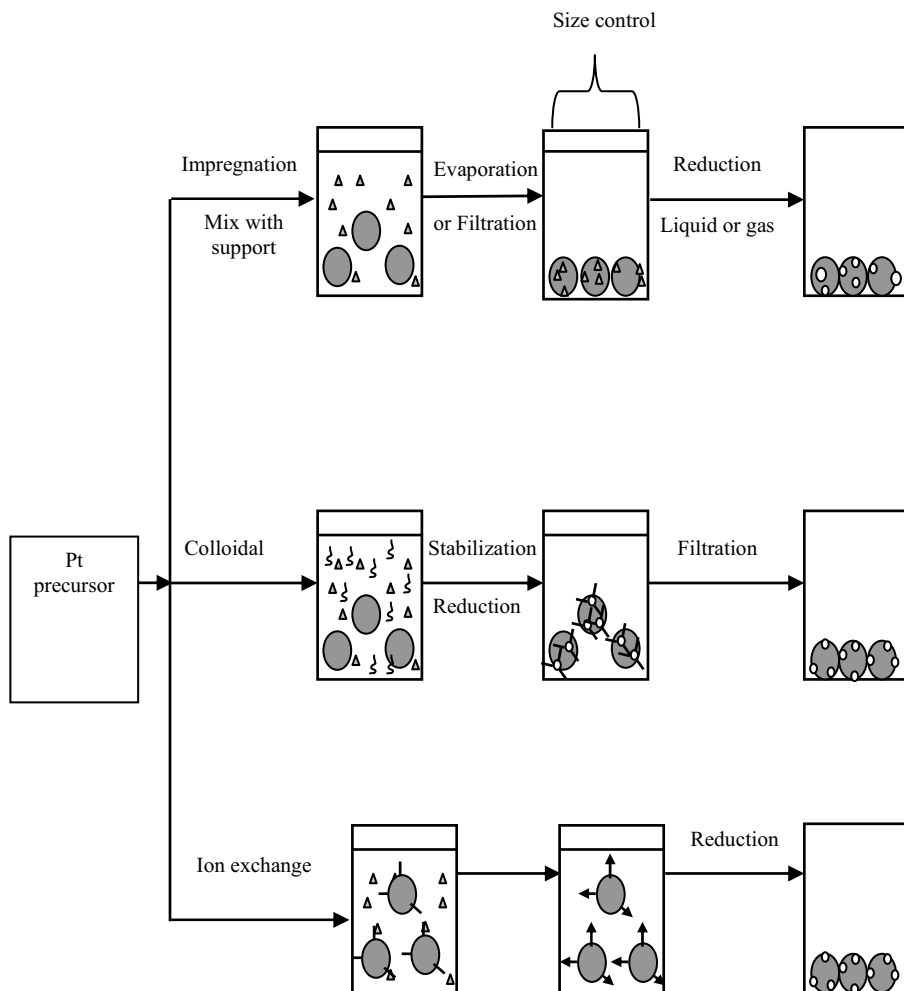 Size control
Impregnation
Mix with
support
Evaporation
or Filtration
Reduction
Liquid or gas
Pt
precursor
Colloidal
Stabilization
Reduction
Filtration
Ion exchange
Reduction